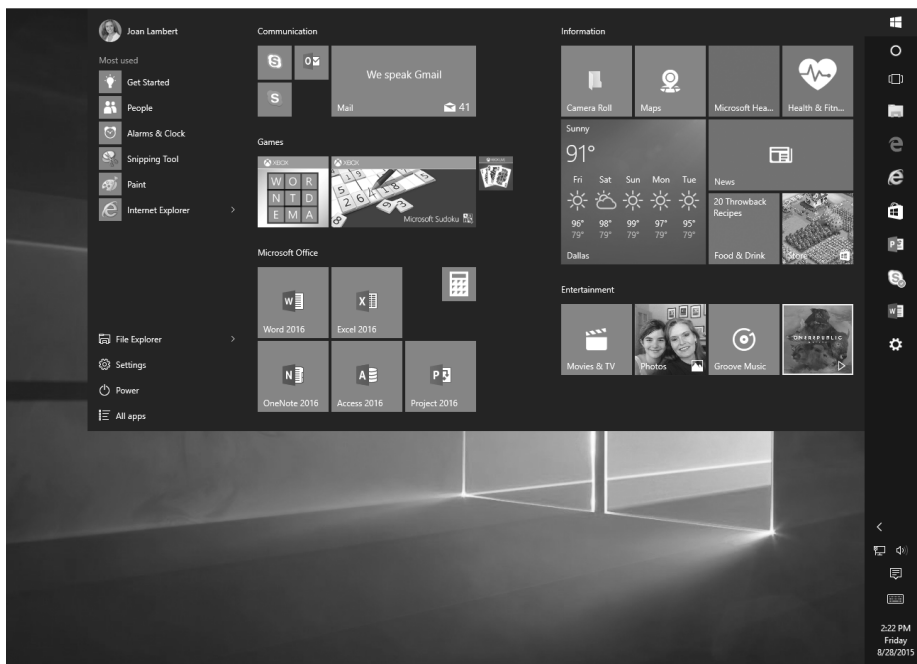 Joan Lambert
Most used
Get Started
People
Alarms & Clock
Snipping Tool
Paint
Internet Explorer
File Explorer
Settings
Power
All apps
Communication
We speak Gmail
Mail
41
Games
XBOX
W O R
N T D
E M A
XBOX
Microsoft Sudoku
Microsoft Office
Word 2016
Excel 2016
OneNote 2016
Access 2016
Project 2016
Information
Camera Roll
Maps
Microsoft Hea...
Health & Fitn...
Sunny
91°
Fri Sat Sun Mon Tue
96° 98° 99° 97° 95°
79° 79° 79° 79° 79°
Dallas
News
20 Throwback
Recipes
Food & Drink
Store
Entertainment
Movies & TV
Photos
Groove Music
ONEREPUBLIC
2:22 PM
Friday
8/28/2015